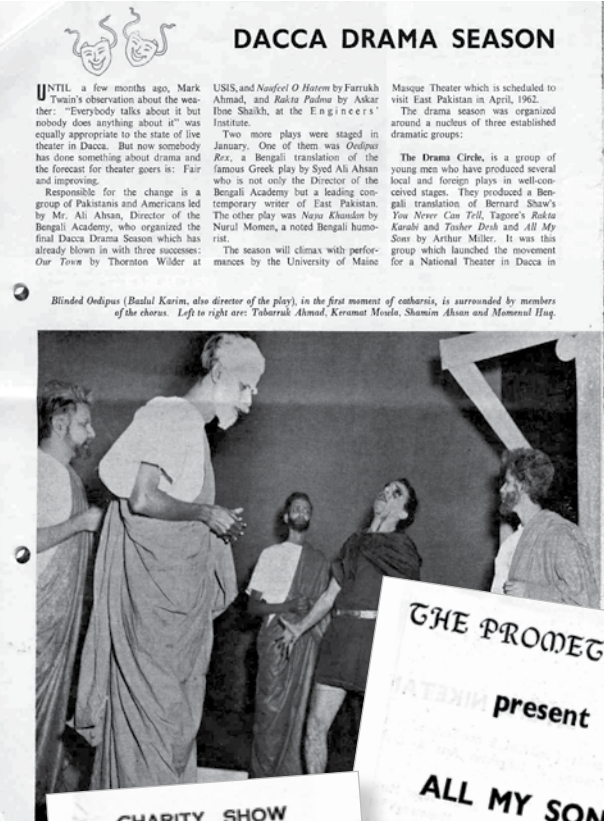 DACCA DRAMA SEASON
UNTIL a few months ago, Mark
Twain's observation about the wea-
ther: "Everybody talks about it but
nobody does anything about it" was
equally appropriate to the state of live
theater in Dacca. But now somebody
has done something about drama and
the forecast for theater goers is: Fair
and improving.
Responsible for the change is a
group of Pakistanis and Americans led
by Mr. Ali Ahsan, Director of the
Bengali Academy, who organized the
final Dacca Drama Season which has
already blown in with three successes:
Our Town by Thornton Wilder at
USIS, and Naufeel O Hatem by Farrukh
Ahmad, and Rakta Padma by Askar
Ibne Shaikh, at the Engineers'
Institute.
Two more plays were staged in
January. One of them was Oedipus
Rex, a Bengali translation of the
famous Greek play by Syed Ali Ahsan
who is not only the Director of the
Bengali Academy but a leading con-
temporary writer of East Pakistan.
The other play was Naya Khandan by
Nurul Momen, a noted Bengali humo-
rist.
The season will climax with perfor-
mances by the University of Maine
Masque Theater which is scheduled to
visit East Pakistan in April, 1962.
The drama season was organized
around a nucleus of three established
dramatic groups:
The Drama Circle, is a group of
young men who have produced several
local and foreign plays in well-con-
ceived stages. They produced a Ben-
gali translation of Bernard Shaw's
You Never Can Tell, Tagore's Rakta
Karabi and Tasher Desh and All My
Sons by Arthur Miller. It was this
group which launched the movement
for a National Theater in Dacca in
Blinded Oedipus (Bazlul Karim, also director of the play), in the first moment of catharsis, is surrounded by members
of the chorus. Left to right are: Tabarruk Ahmad, Keramat Moula, Shamim Ahsan and Momenul Huq.
THE PROMET
present
ALL MY SON
CHARITY SHOW